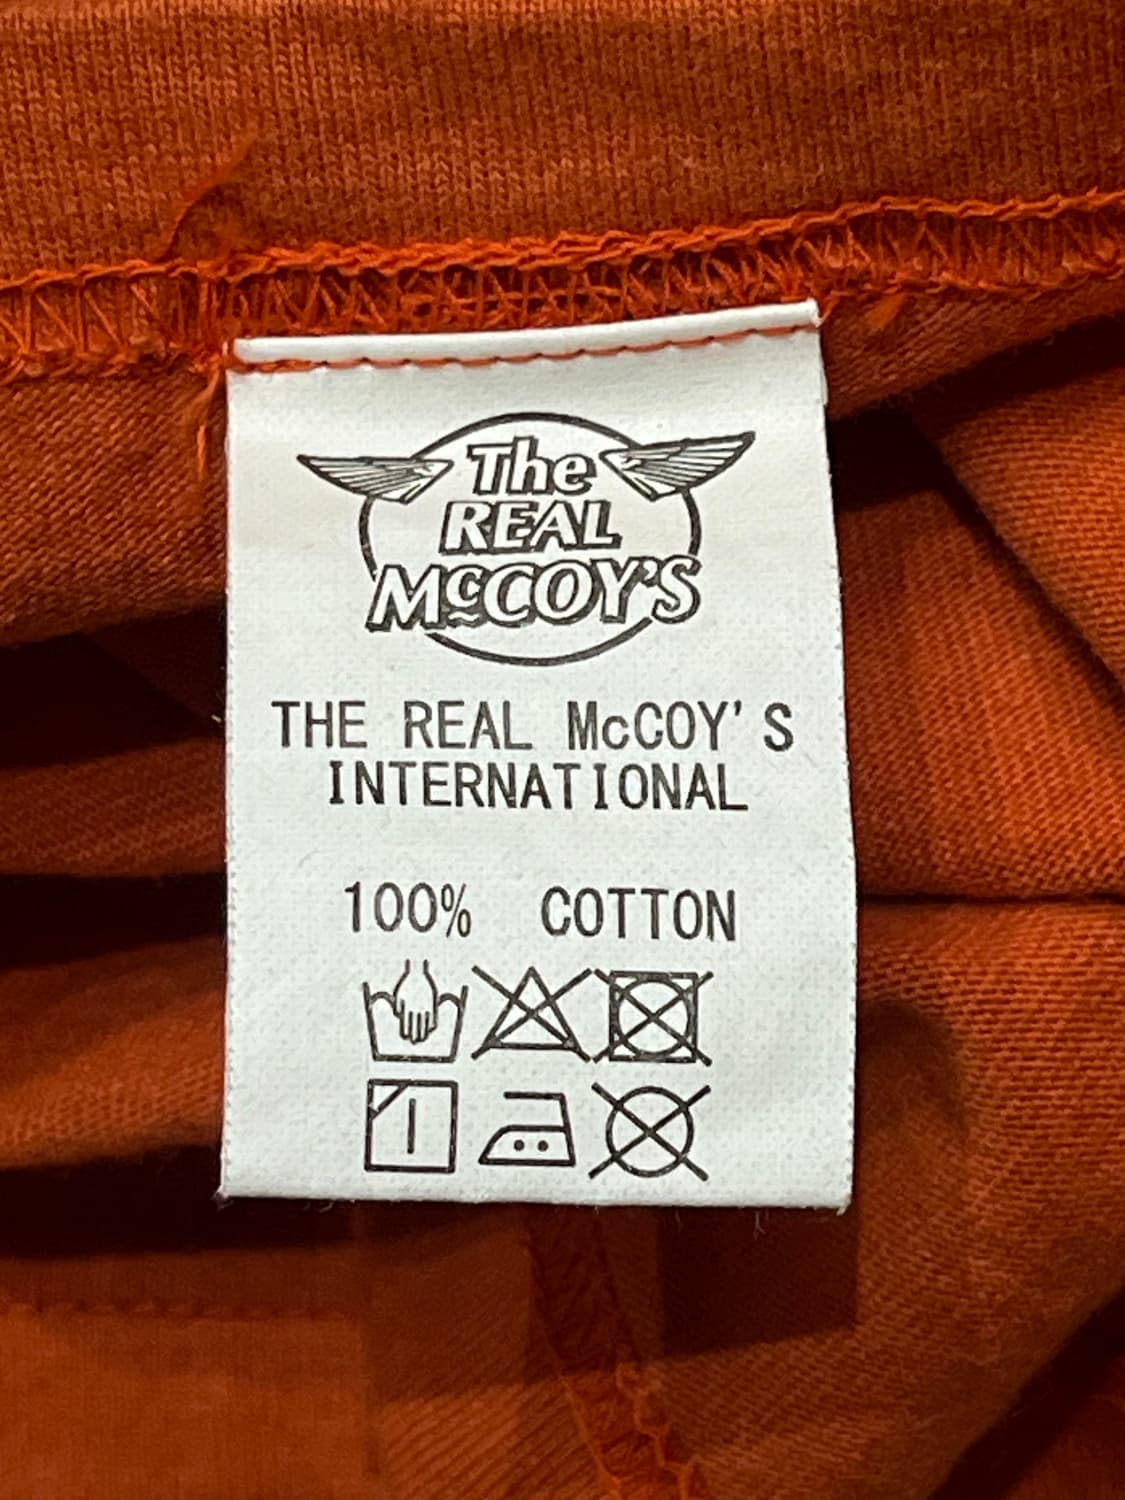 The
REAL
McCOY'S
THE REAL McCOY'S
INTERNATIONAL
100% COTTON